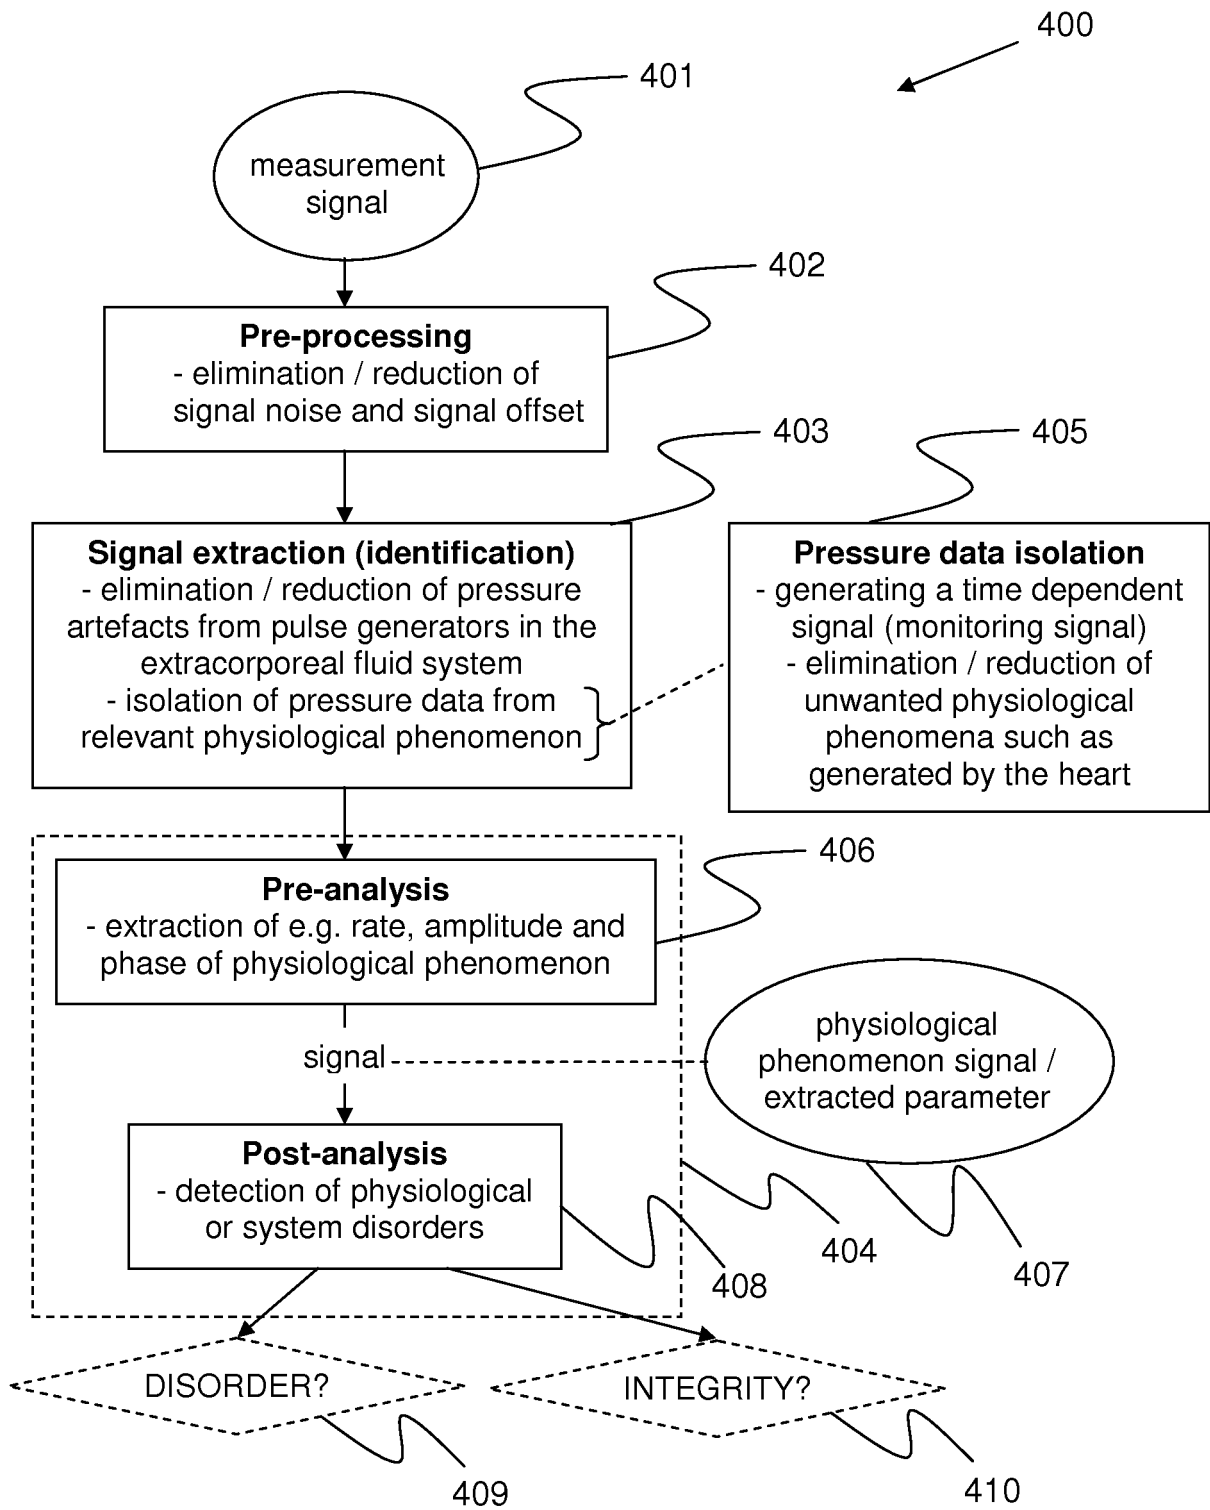 400
401
measurement
signal
402
Pre-processing
- elimination / reduction of
signal noise and signal offset
403
405
Signal extraction (identification)
- elimination / reduction of pressure
artefacts from pulse generators in the
extracorporeal fluid system
- isolation of pressure data from
relevant physiological phenomenon
Pressure data isolation
- generating a time dependent
signal (monitoring signal)
- elimination / reduction of
unwanted physiological
phenomena such as
generated by the heart
406
Pre-analysis
- extraction of e.g. rate, amplitude and
phase of physiological phenomenon
signal
physiological
phenomenon signal /
extracted parameter
Post-analysis
- detection of physiological
or system disorders
404
407
408
DISORDER?
INTEGRITY?
409
410